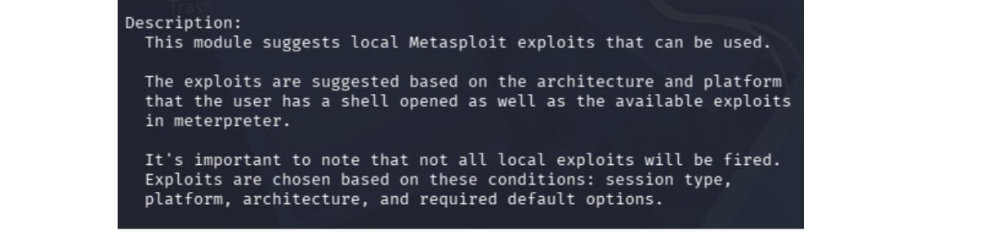 Trash
Description:
This module suggests local Metasploit exploits that can be used.
The exploits are suggested based on the architecture and platform
that the user has a shell opened as well as the available exploits
in meterpreter.
It's important to note that not all local exploits will be fired.
Exploits are chosen based on these conditions: session type,
platform, architecture, and required default options.